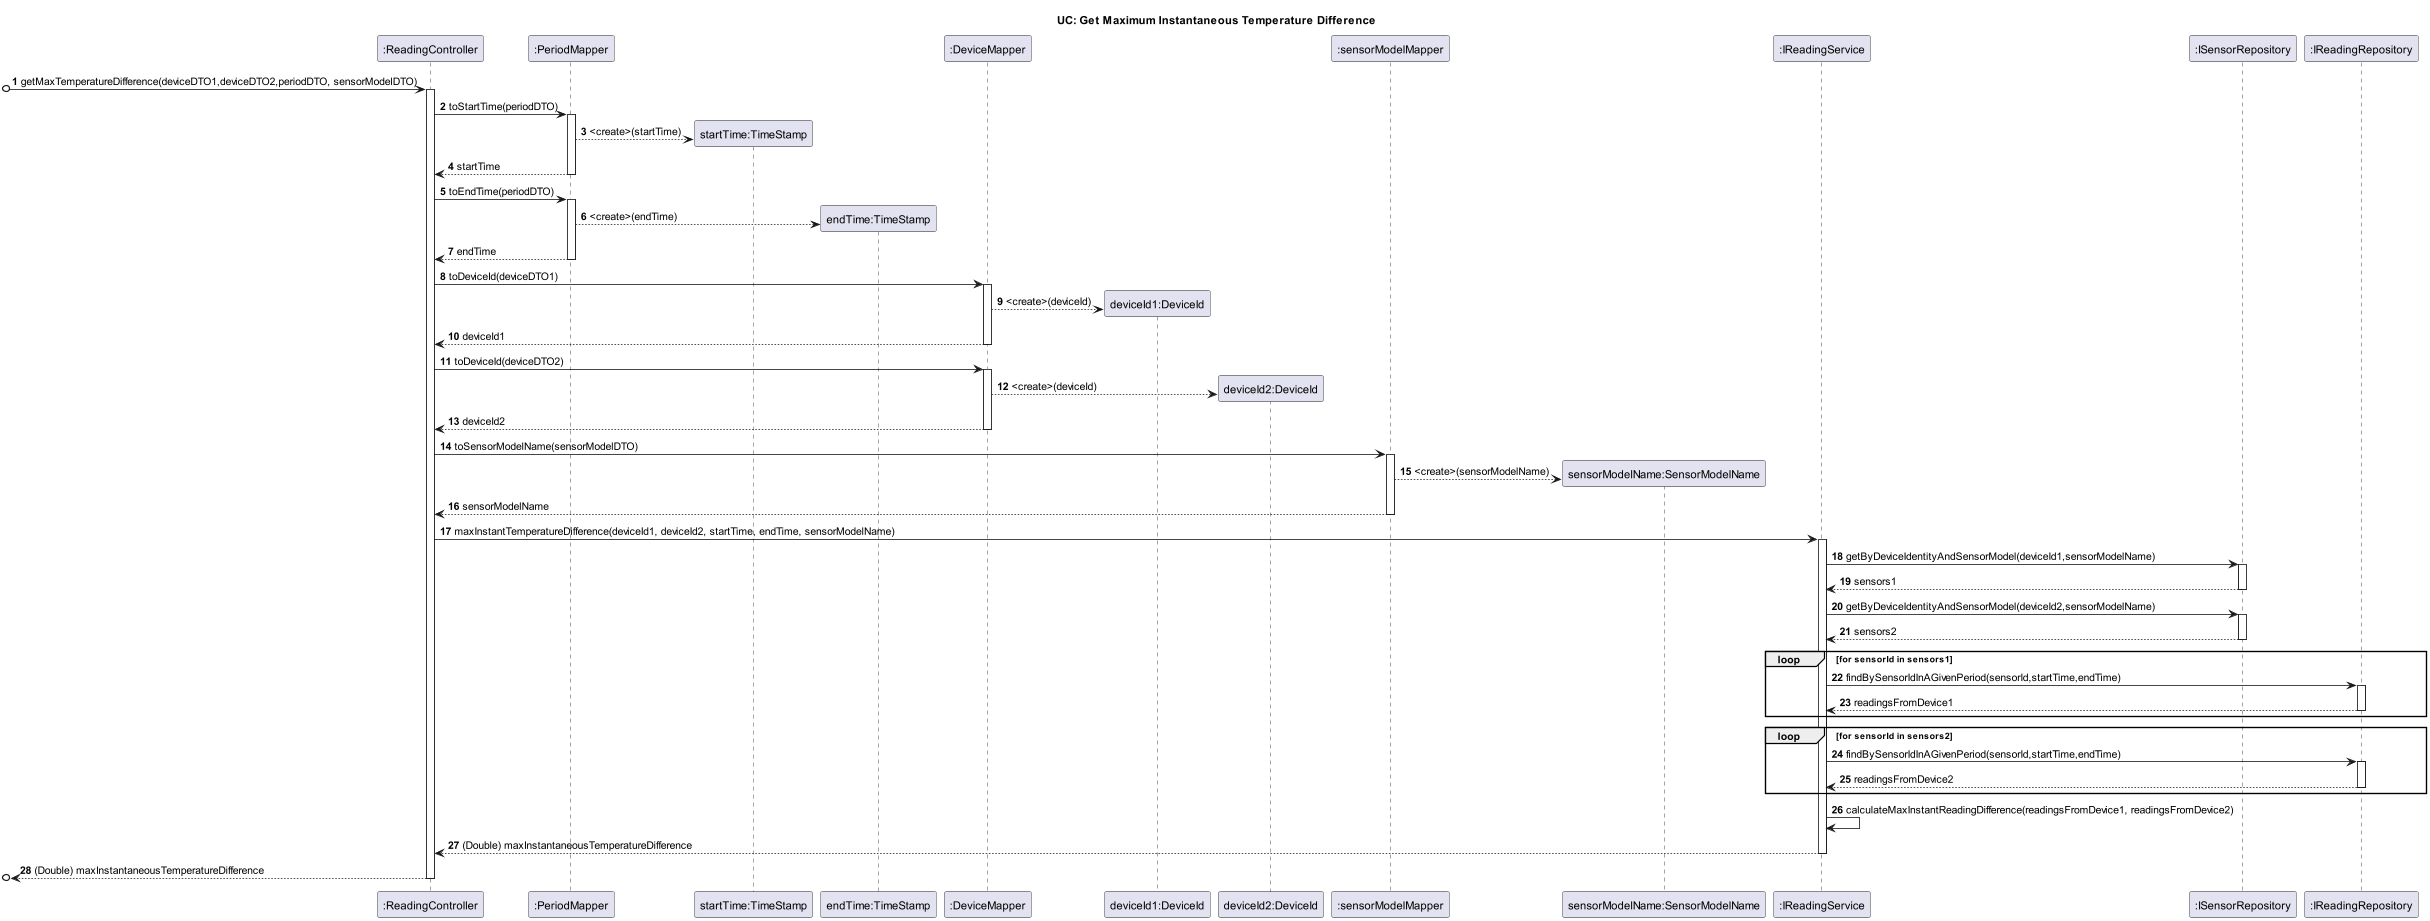 UC: Get Maximum Instantaneous Temperature Difference
:ReadingController
:PeriodMapper
:DeviceMapper
:sensorModelMapper
:IReadingService
:ISensorRepository
:IReadingRepository
1 getMaxTemperatureDifference(deviceDTO1,deviceDTO2,periodDTO, sensorModelDTO)
2 toStartTime(periodDTO)
3 <create>(startTime)
startTime:TimeStamp
4 startTime
5 toEndTime(periodDTO)
6 <create>(endTime)
endTime:TimeStamp
7 endTime
8 toDeviceId(deviceDTO1)
9 <create>(deviceId)
deviceId1:DeviceId
10 deviceId1
11 toDeviceId(deviceDTO2)
12 <create>(deviceId)
deviceId2:DeviceId
13 deviceId2
14 toSensorModelName(sensorModelDTO)
15 <create>(sensorModelName)
sensorModelName:SensorModelName
16 sensorModelName
17 maxInstantTemperatureDifference(deviceId1, deviceId2, startTime, endTime, sensorModelName)
18 getByDeviceIdentityAndSensorModel(deviceId1,sensorModelName)
19 sensors1
20 getByDeviceIdentityAndSensorModel(deviceId2,sensorModelName)
21 sensors2
loop [for sensorId in sensors1]
22 findBySensorIdInAGivenPeriod(sensorId,startTime,endTime)
23 readingsFromDevice1
loop [for sensorId in sensors2]
24 findBySensorIdInAGivenPeriod(sensorId,startTime,endTime)
25 readingsFromDevice2
26 calculateMaxInstantReadingDifference(readingsFromDevice1, readingsFromDevice2)
27 (Double) maxInstantaneousTemperatureDifference
28 (Double) maxInstantaneousTemperatureDifference
:ReadingController
:PeriodMapper
startTime:TimeStamp
endTime:TimeStamp
:DeviceMapper
deviceId1:DeviceId
deviceId2:DeviceId
:sensorModelMapper
sensorModelName:SensorModelName
:IReadingService
:ISensorRepository
:IReadingRepository